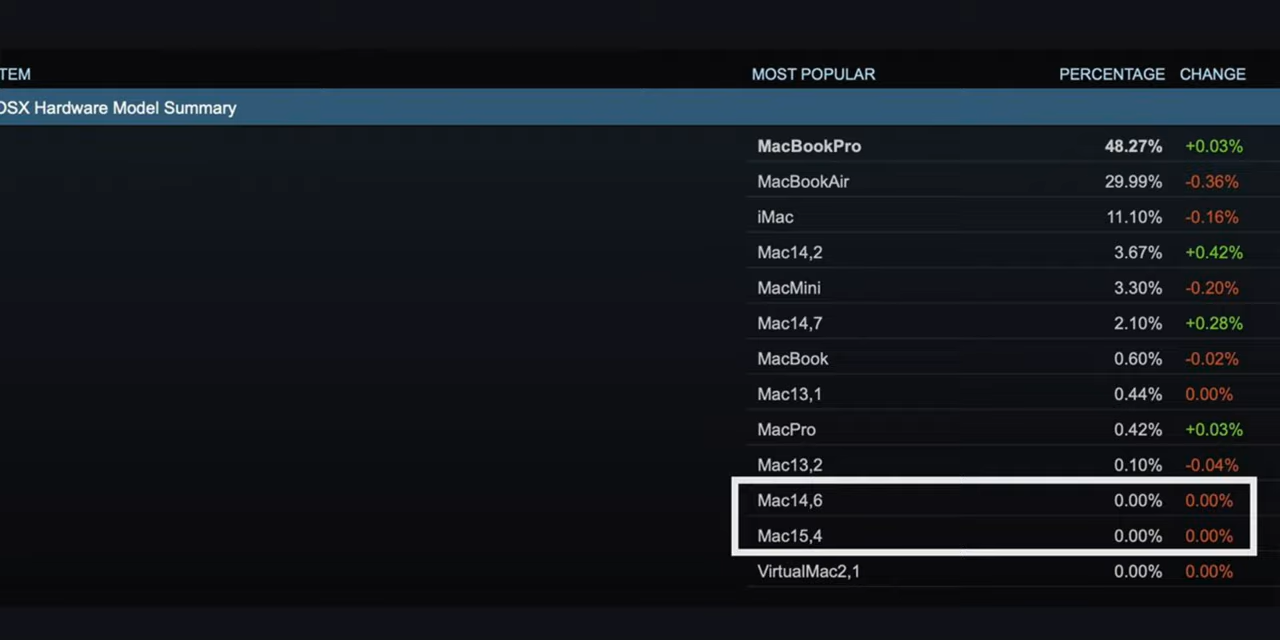 TEM MOST POPULAR PERCENTAGE CHANGE
OSX Hardware Model Summary
MacBookPro 48.27% +0.03%
MacBookAir 29.99% -0.36%
iMac 11.10% -0.16%
Mac14,2 3.67% +0.42%
MacMini 3.30% -0.20%
Mac14,7 2.10% +0.28%
MacBook 0.60% -0.02%
Mac13,1 0.44% 0.00%
MacPro 0.42% +0.03%
Mac13,2 0.10% -0.04%
Mac14,6 0.00% 0.00%
Mac15,4 0.00% 0.00%
VirtualMac2,1 0.00% 0.00%